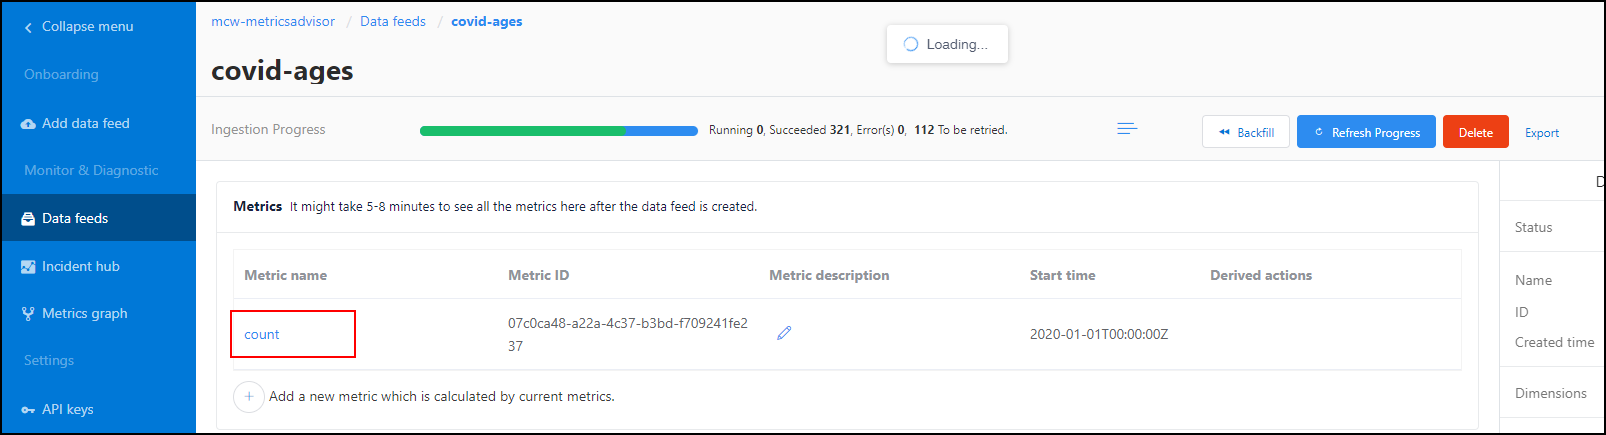 Collapse menu
Onboarding
Add data feed
Monitor & Diagnostic
Data feeds
Incident hub
Metrics graph
Settings
API keys
mcw-metricsadvisor / Data feeds / covid-ages
Loading...
covid-ages
Ingestion Progress
Running 0, Succeeded 321, Error(s) 0, 112 To be retried.
Backfill
Refresh Progress
Delete
Export
Metrics It might take 5-8 minutes to see all the metrics here after the data feed is created.
Metric name Metric ID Metric description Start time Derived actions
count 07c0ca48-a22a-4c37-b3bd-f709241fe2 2020-01-01T00:00:00Z
37
Add a new metric which is calculated by current metrics.
D
Status
Name
ID
Created time
Dimensions